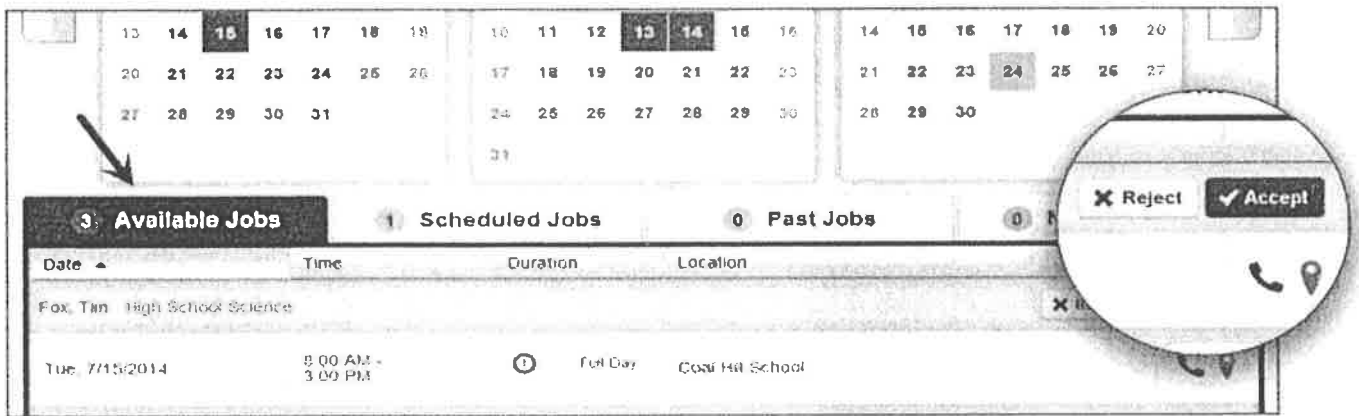 13 14 15 16 17 18 19 10 11 12 13 14 15 16 14 15 16 17 18 19 20
20 21 22 23 24 25 26 17 18 19 20 21 22 23 21 22 23 24 25 26 27
27 28 29 30 31 24 25 26 27 28 29 30 28 29 30
31
Reject Accept
3 Available Jobs 1 Scheduled Jobs 0 Past Jobs 0
Date Time Duration Location
Fox, Tim High School Science
Tue, 7/15/2014 8:00 AM - Full Day Coal Hill School
3:00 PM